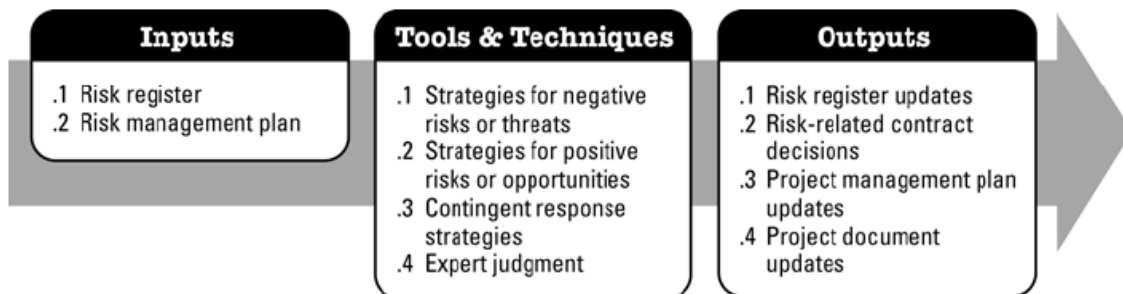 Inputs
.1 Risk register
.2 Risk management plan
Tools & Techniques
.1 Strategies for negative
risks or threats
.2 Strategies for positive
risks or opportunities
.3 Contingent response
strategies
.4 Expert judgment
Outputs
.1 Risk register updates
.2 Risk-related contract
decisions
.3 Project management plan
updates
.4 Project document
updates